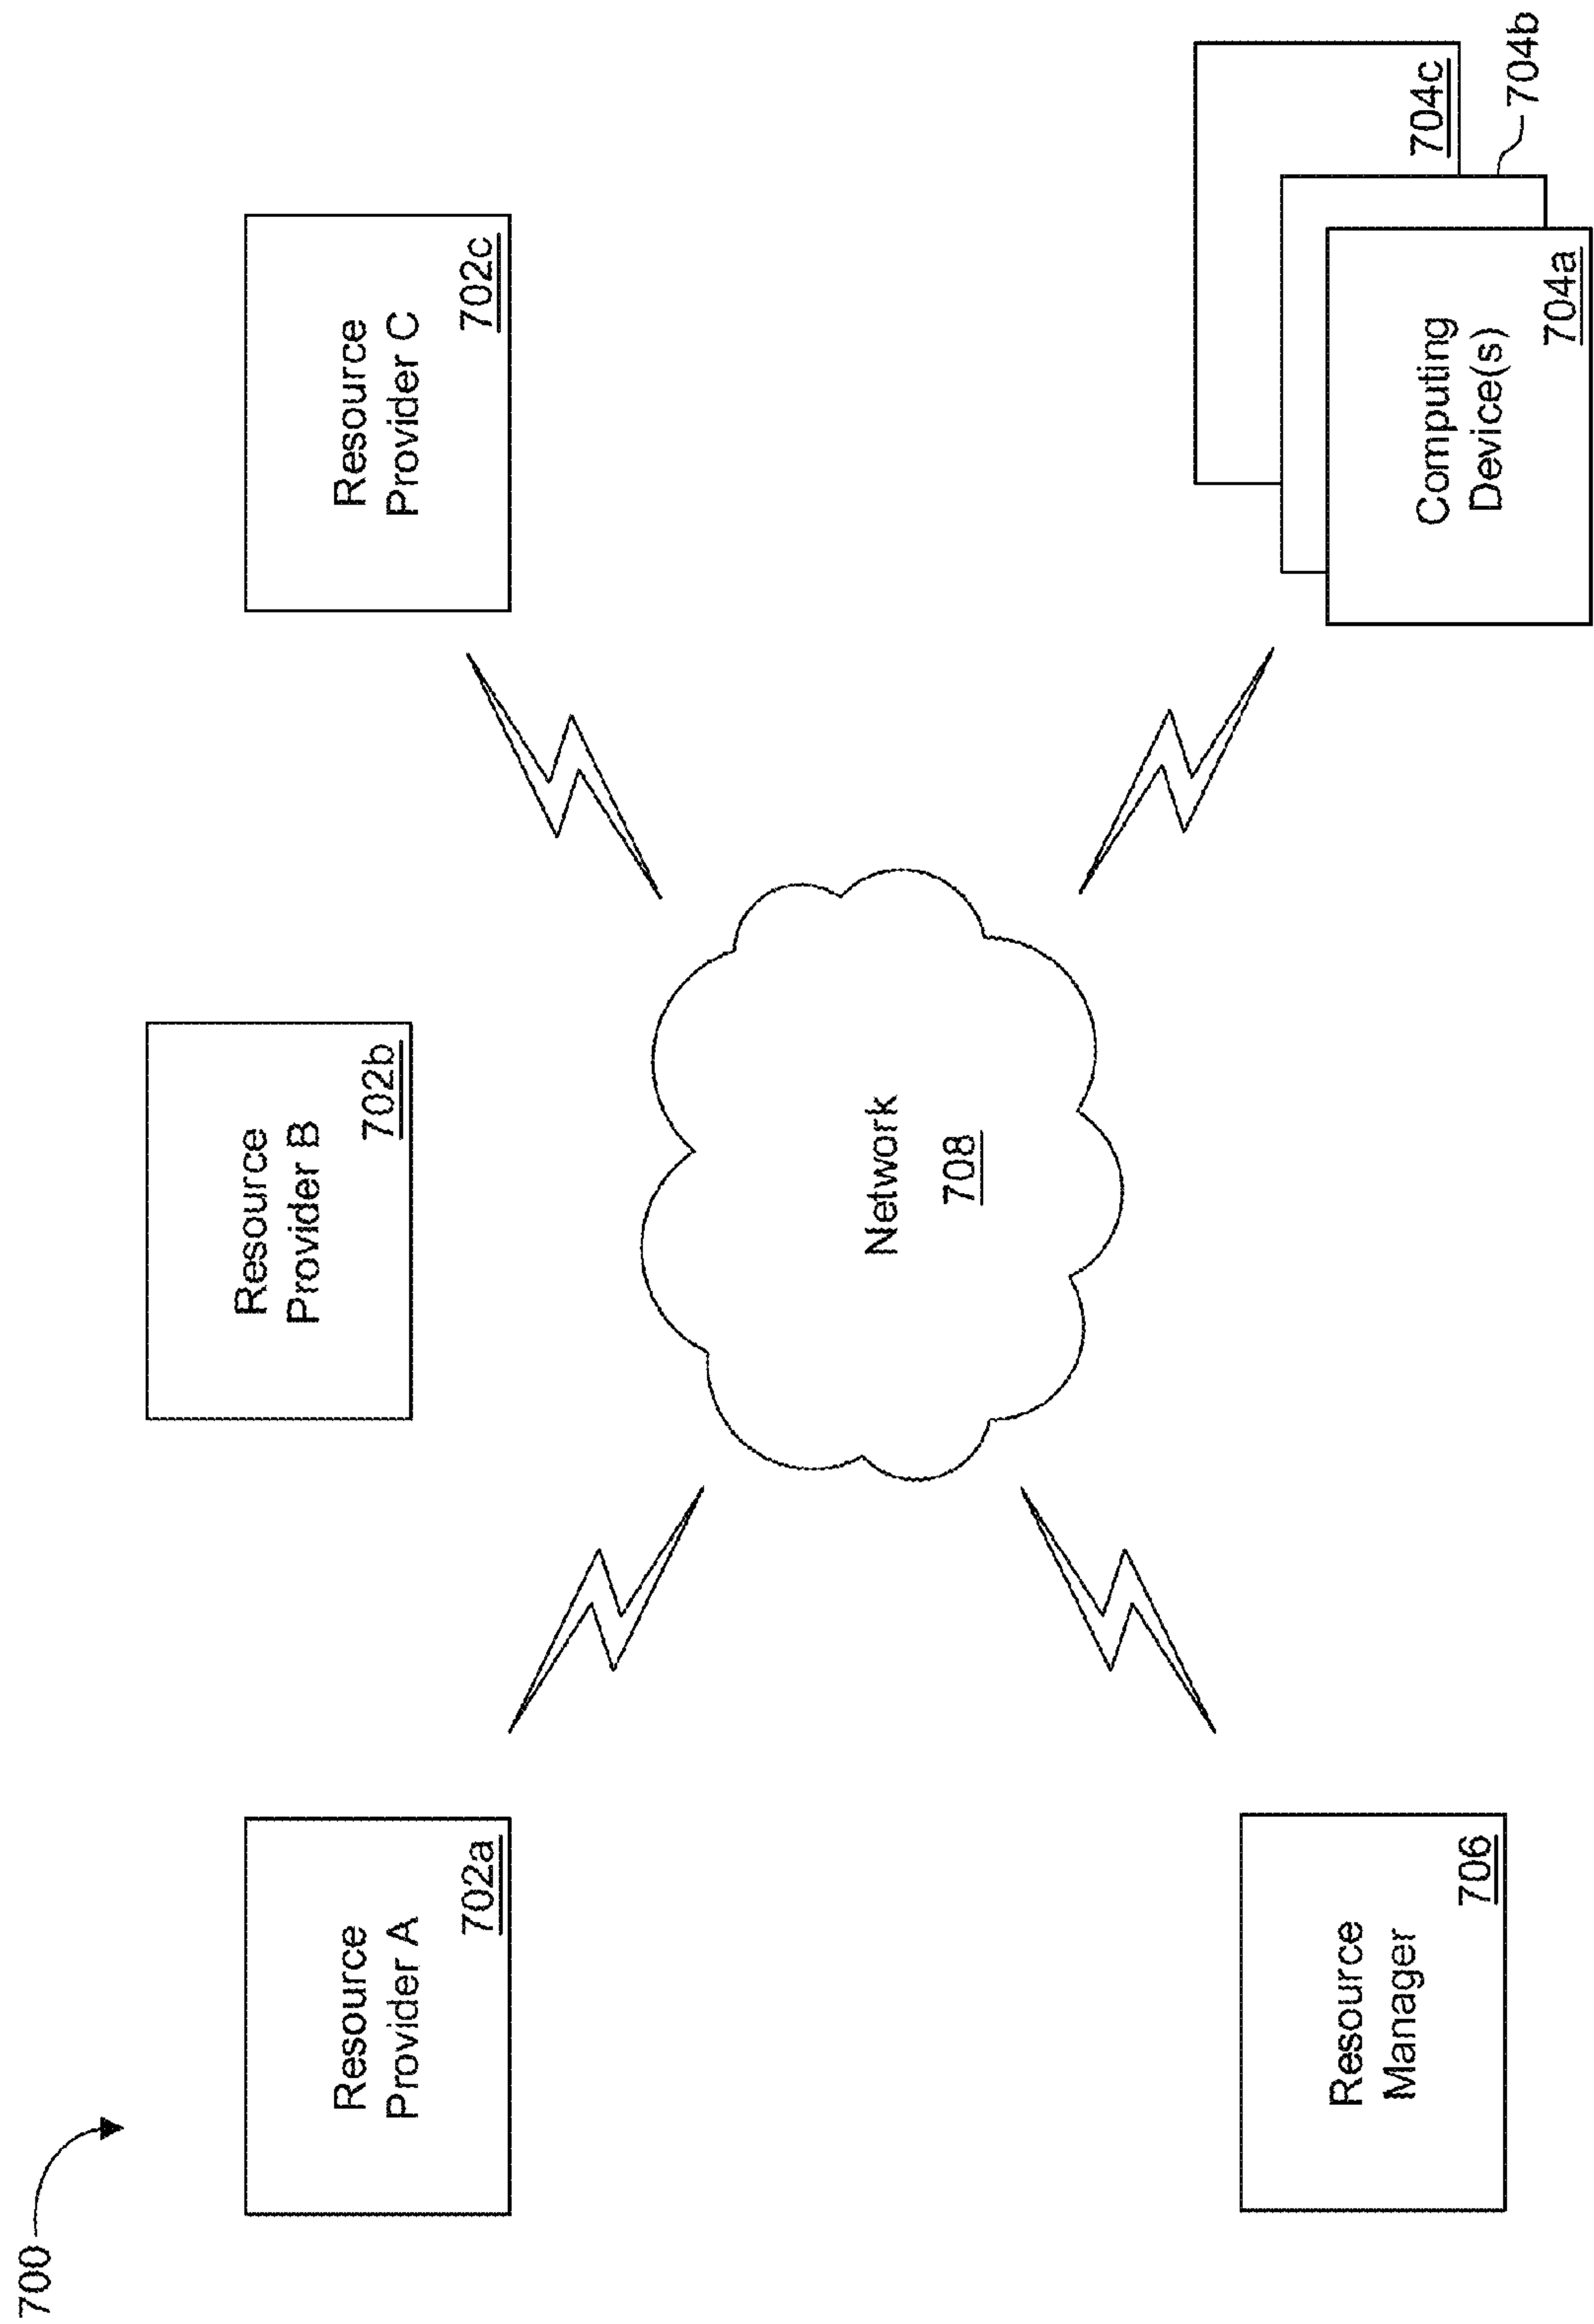 700
Resource
Provider A
702a
Resource
Provider B
702b
Resource
Provider C
702c
Network
708
Resource
Manager
706
Computing
Device(s)
704a
704b
704c